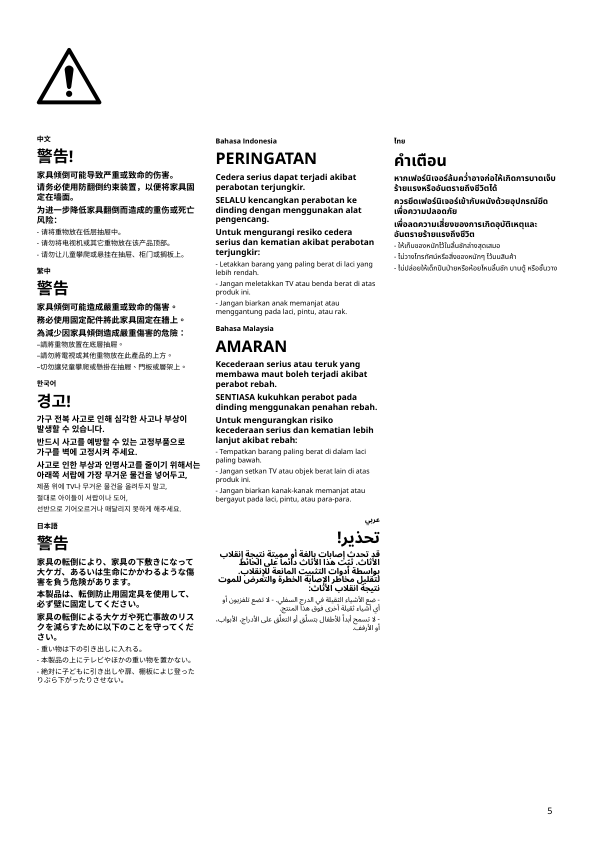 中文
警告!
家具倾倒可能导致严重或致命的伤害。
请务必使用防翻倒约束装置，以便将家具固
定在墙面。
为进一步降低家具翻倒而造成的重伤或死亡
风险：
- 请将重物放在低层抽屉中。
- 请勿将电视机或其它重物放在该产品顶部。
- 请勿让儿童攀爬或悬挂在抽屉、柜门或搁板上。
繁中
警告
家具傾倒可能造成嚴重或致命的傷害。
務必使用固定配件將此家具固定在牆上。
為減少因家具傾倒造成嚴重傷害的危險：
–請將重物放置在底層抽屜。
–請勿將電視或其他重物放在此產品的上方。
–切勿讓兒童攀爬或懸掛在抽屜、門板或層架上。
한국어
경고!
가구 전복 사고로 인해 심각한 사고나 부상이
발생할 수 있습니다.
반드시 사고를 예방할 수 있는 고정부품으로
가구를 벽에 고정시켜 주세요.
사고로 인한 부상과 인명사고를 줄이기 위해서는
아래쪽 서랍에 가장 무거운 물건을 넣어두고,
제품 위에 TV나 무거운 물건을 올려두지 말고,
절대로 아이들이 서랍이나 도어,
선반으로 기어오르거나 매달리지 못하게 해주세요.
日本語
警告
家具の転倒により、家具の下敷きになって
大ケガ、あるいは生命にかかわるような傷
害を負う危険があります。
本製品は、転倒防止用固定具を使用して、
必ず壁に固定してください。
家具の転倒による大ケガや死亡事故のリス
クを減らすために以下のことを守ってくだ
さい。
- 重い物は下の引き出しに入れる。
- 本製品の上にテレビやほかの重い物を置かない。
- 絶対に子どもに引き出しや扉、棚板によじ登った
りぶら下がったりさせない。
Bahasa Indonesia
PERINGATAN
Cedera serius dapat terjadi akibat
perabotan terjungkir.
SELALU kencangkan perabotan ke
dinding dengan menggunakan alat
pengencang.
Untuk mengurangi resiko cedera
serius dan kematian akibat perabotan
terjungkir:
- Letakkan barang yang paling berat di laci yang
lebih rendah.
- Jangan meletakkan TV atau benda berat di atas
produk ini.
- Jangan biarkan anak memanjat atau
menggantung pada laci, pintu, atau rak.
Bahasa Malaysia
AMARAN
Kecederaan serius atau teruk yang
membawa maut boleh terjadi akibat
perabot rebah.
SENTIASA kukuhkan perabot pada
dinding menggunakan penahan rebah.
Untuk mengurangkan risiko
kecederaan serius dan kematian lebih
lanjut akibat rebah:
- Tempatkan barang paling berat di dalam laci
paling bawah.
- Jangan setkan TV atau objek berat lain di atas
produk ini.
- Jangan biarkan kanak-kanak memanjat atau
bergayut pada laci, pintu, atau para-para.
عربي
تحذير!
قد تحدث إصابات بالغة أو مميتة نتيجة إنقلاب
الأثاث. ثبّت هذا الأثاث دائماً على الحائط
بواسطة أدوات التثبيت المانعة للإنقلاب.
لتقليل مخاطر الإصابة الخطرة والتعرض للموت
نتيجة انقلاب الأثاث:
- ضع الأشياء الثقيلة في الدرج السفلي. - لا تضع تلفزيون أو
أي أشياء ثقيلة أخرى فوق هذا المنتج.
- لا تسمح أبداً للأطفال بتسلّق أو التعلّق على الأدراج، الأبواب،
أو الأرفف.
ไทย
คำเตือน
หากเฟอร์นิเจอร์ล้มคว่ำอาจก่อให้เกิดการบาดเจ็บ
ร้ายแรงหรืออันตรายถึงชีวิตได้
ควรยึดเฟอร์นิเจอร์เข้ากับผนังด้วยอุปกรณ์ยึด
เพื่อความปลอดภัย
เพื่อลดความเสี่ยงของการเกิดอุบัติเหตุและ
อันตรายร้ายแรงถึงชีวิต
- ให้เก็บของหนักไว้ในลิ้นชักล่างสุดเสมอ
- ไม่วางโทรทัศน์หรือสิ่งของหนักๆ ไว้บนสินค้า
- ไม่ปล่อยให้เด็กปีนป่ายหรือห้อยโหนลิ้นชัก บานตู้ หรือชั้นวาง
5